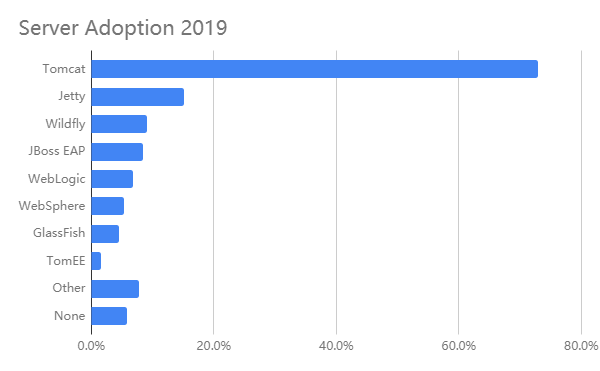 Server Adoption 2019
Tomcat
Jetty
Wildfly
JBoss EAP
WebLogic
WebSphere
GlassFish
TomEE
Other
None
0.0% 20.0% 40.0% 60.0% 80.0%